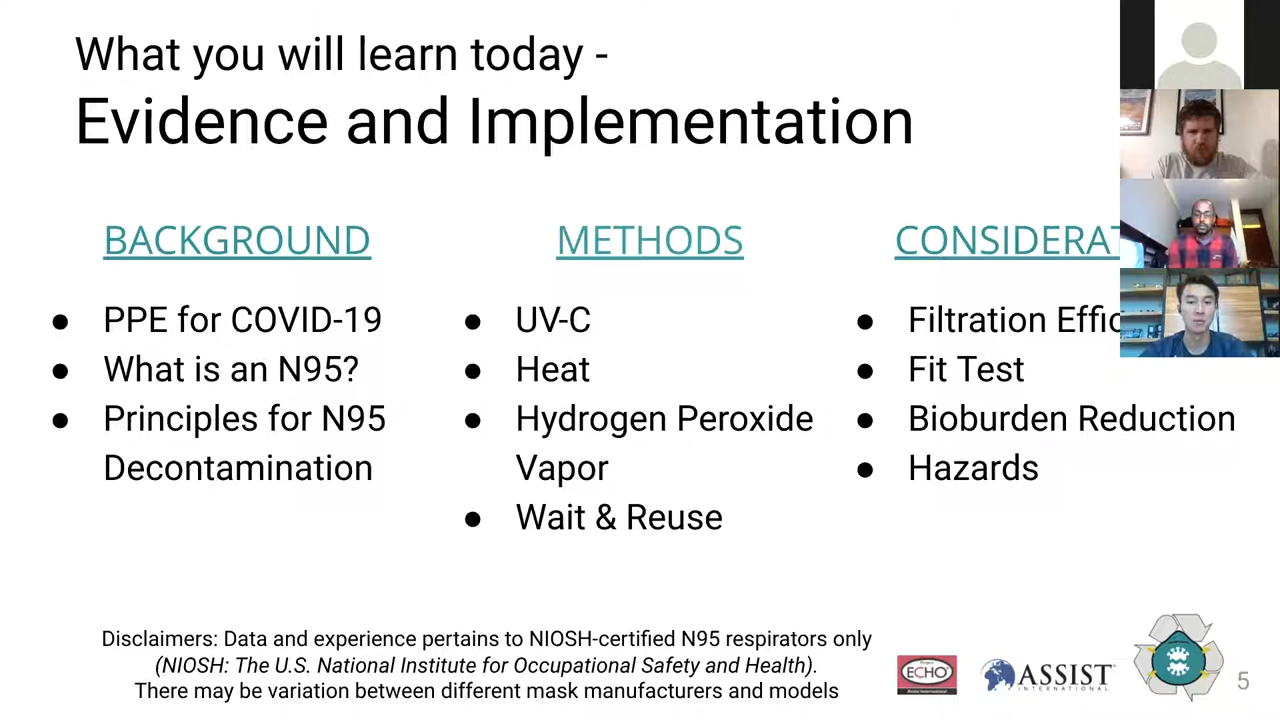 What you will learn today -
Evidence and Implementation
BACKGROUND
PPE for COVID-19
What is an N95?
Principles for N95
Decontamination
METHODS
UV-C
Heat
Hydrogen Peroxide
Vapor
Wait & Reuse
Filtration
Fit Test
Bioburden Reduction
Hazards
Disclaimers: Data and experience pertains to NIOSH-certified N95 respirators only
(NIOSH: The U.S. National Institute for Occupational Safety and Health).
There may be variation between different mask manufacturers and models
ECHO
ASSIST
INTERNATIONAL
5